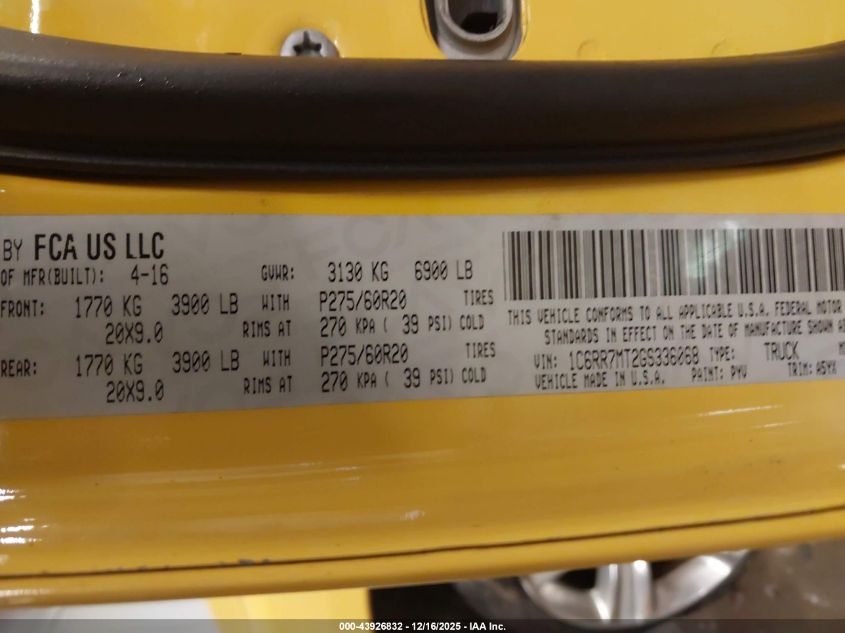 BY FCA US LLC
OF MFR(BUILT): 4-16 GVWR: 3130 KG 6900 LB
FRONT: 1770 KG 3900 LB WITH P275/60R20 TIRES
20X9.0 RIMS AT 270 KPA ( 39 PSI) COLD
REAR: 1770 KG 3900 LB WITH P275/60R20 TIRES
20X9.0 RIMS AT 270 KPA ( 39 PSI) COLD
THIS VEHICLE CONFORMS TO ALL APPLICABLE U.S.A. FEDERAL MOTOR
STANDARDS IN EFFECT ON THE DATE OF MANUFACTURE SHOWN A
VIN: 1C6RR7MT2GS336068 TYPE: TRUCK
VEHICLE MADE IN U.S.A. PAINT: PYV TRIM: A5YX
000-43926832 - 12/16/2025 - IAA Inc.